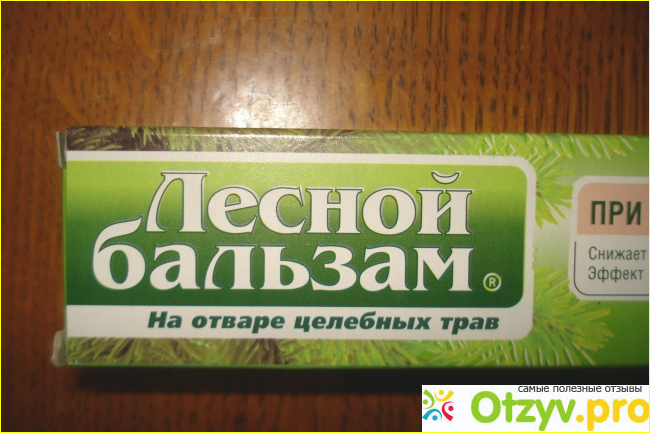 Лесной
бальзам®
На отваре целебных трав
ПРИ
Снижает
Эффект
самые полезные отзывы
Otzyv.pro